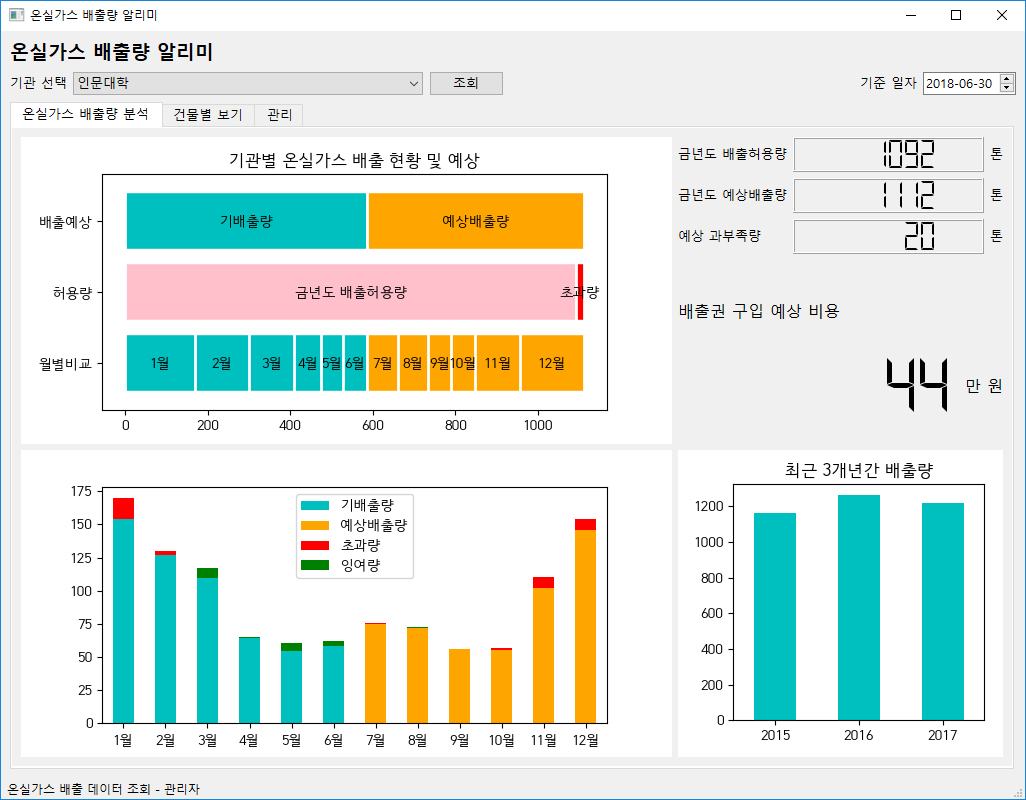 온실가스 배출량 알리미
온실가스 배출량 알리미
기관 선택 인문대학 조회 기준 일자 2018-06-30
온실가스 배출량 분석 건물별 보기 관리
기관별 온실가스 배출 현황 및 예상
배출예상 기배출량 예상배출량
허용량 금년도 배출허용량 초과량
월별비교 1월 2월 3월 4월 5월 6월 7월 8월 9월 10월 11월 12월
0 200 400 600 800 1000
금년도 배출허용량 1092 톤
금년도 예상배출량 1112 톤
예상 과부족량 20 톤
배출권 구입 예상 비용
44 만 원
175
150
125
100
75
50
25
0
기배출량
예상배출량
초과량
잉여량
1월 2월 3월 4월 5월 6월 7월 8월 9월 10월 11월 12월
최근 3개년간 배출량
1200
1000
800
600
400
200
0
2015 2016 2017
온실가스 배출 데이터 조회 - 관리자